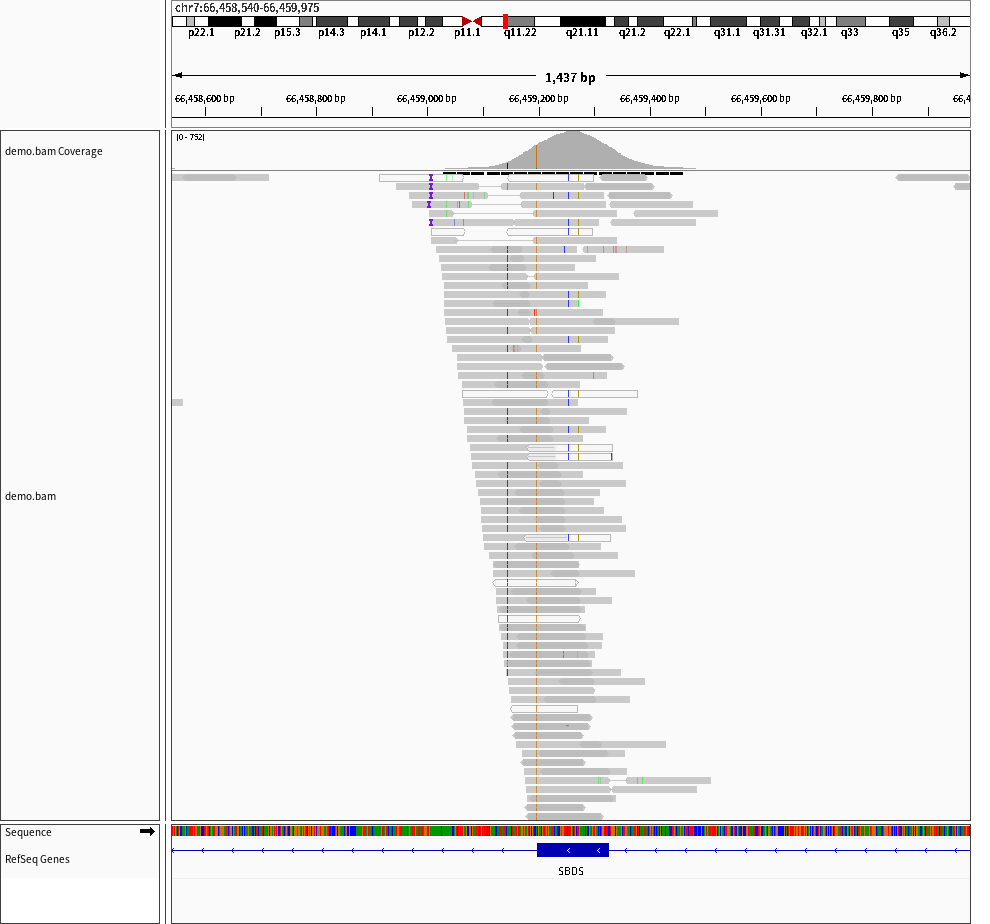 chr7:66,458,540-66,459,975
p22.1 p21.2 p15.3 p14.3 p14.1 p12.2 p11.1 q11.22 q21.11 q21.2 q22.1 q31.1 q31.31 q32.1 q33 q35 q36.2
1,437 bp
66,458,600 bp 66,458,800 bp 66,459,000 bp 66,459,200 bp 66,459,400 bp 66,459,600 bp 66,459,800 bp 66,4
[0 - 752]
demo.bam Coverage
demo.bam
Sequence
RefSeq Genes
SBDS